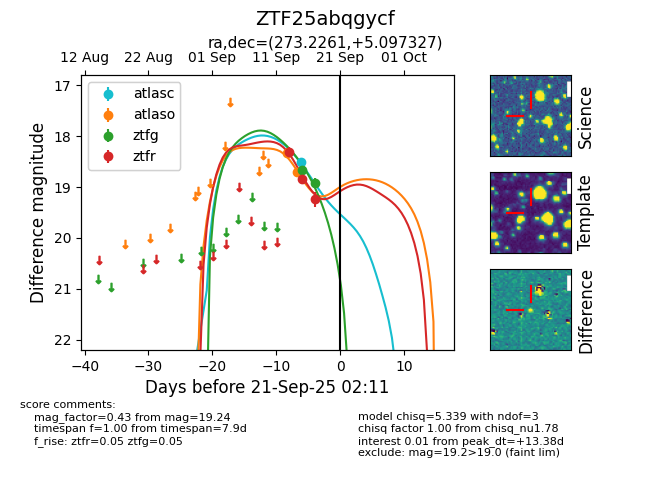 ZTF25abqgycf
ra,dec=(273.2261,+5.097327)
12 Aug 22 Aug 01 Sep 11 Sep 21 Sep 01 Oct
17
18
19
20
21
22
Difference magnitude
atlasc
atlaso
ztfg
ztfr
−40 −30 −20 −10 0 10
Days before 21-Sep-25 02:11
Science
Template
Difference
score comments:
mag_factor=0.43 from mag=19.24
timespan f=1.00 from timespan=7.9d
f_rise: ztfr=0.05 ztfg=0.05
model chisq=5.339 with ndof=3
chisq factor 1.00 from chisq_nu1.78
interest 0.01 from peak_dt=+13.38d
exclude: mag=19.2>19.0 (faint lim)